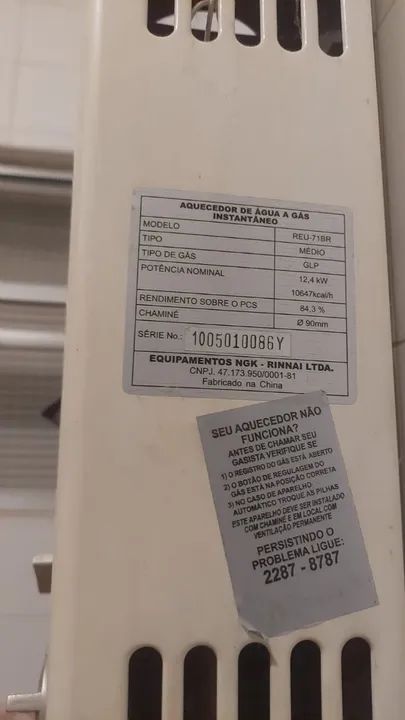 AQUECEDOR DE ÁGUA A GÁS
INSTANTÂNEO
MODELO REU-71BR
TIPO MÉDIO
TIPO DE GÁS GLP
POTÊNCIA NOMINAL 12,4 kW
10647kcal/h
RENDIMENTO SOBRE O PCS 84,3 %
CHAMINÉ Ø 90mm
SÉRIE No.: 1005010086Y
EQUIPAMENTOS NGK - RINNAI LTDA.
CNPJ. 47.173.950/0001-81
Fabricado na China
SEU AQUECEDOR NÃO
FUNCIONA?
ANTES DE CHAMAR SEU
GASISTA VERIFIQUE SE
1) O REGISTRO DO GÁS ESTÁ ABERTO
2) O BOTÃO DE REGULAGEM DO
GÁS ESTÁ NA POSIÇÃO CORRETA
3) NO CASO DE APARELHO
AUTOMÁTICO TROQUE AS PILHAS
ESTE APARELHO DEVE SER INSTALADO
COM CHAMINÉ E EM LOCAL COM
VENTILAÇÃO PERMANENTE
PERSISTINDO O
PROBLEMA LIGUE:
2287 - 8787